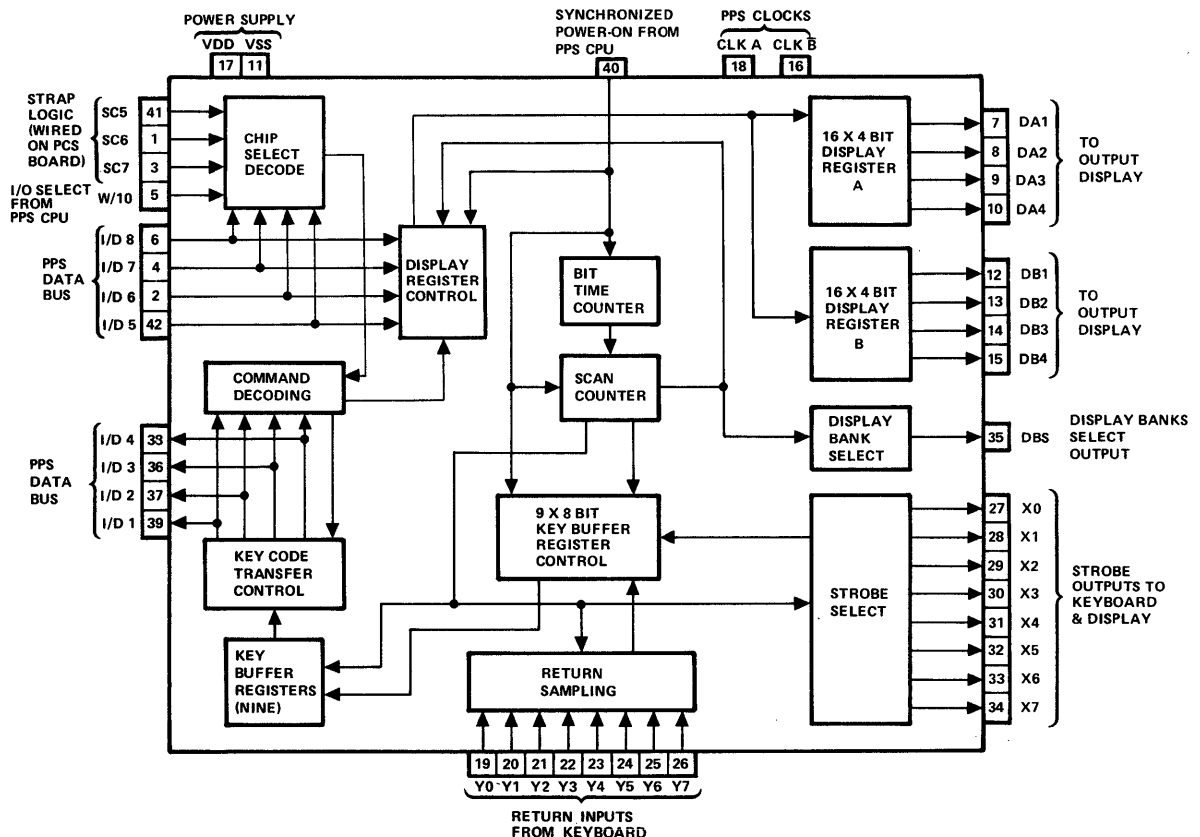 POWER SUPPLY
VDD VSS
17 11
SYNCHRONIZED
POWER-ON FROM
PPS CPU
40
PPS CLOCKS
CLK A CLK B̅
18 16
STRAP
LOGIC
(WIRED
ON PCS
BOARD)
SC5 41
SC6 1
SC7 3
I/O SELECT
FROM
PPS CPU
W/10 5
CHIP
SELECT
DECODE
PPS
DATA
BUS
I/D 8 6
I/D 7 4
I/D 6 2
I/D 5 42
DISPLAY
REGISTER
CONTROL
BIT
TIME
COUNTER
SCAN
COUNTER
16 X 4 BIT
DISPLAY
REGISTER
A
7 DA1
8 DA2
9 DA3
10 DA4
TO
OUTPUT
DISPLAY
16 X 4 BIT
DISPLAY
REGISTER
B
12 DB1
13 DB2
14 DB3
15 DB4
TO
OUTPUT
DISPLAY
COMMAND
DECODING
DISPLAY
BANK
SELECT
35 DBS
DISPLAY BANKS
SELECT
OUTPUT
PPS
DATA
BUS
I/D 4 33
I/D 3 36
I/D 2 37
I/D 1 39
KEY CODE
TRANSFER
CONTROL
9 X 8 BIT
KEY BUFFER
REGISTER
CONTROL
STROBE
SELECT
27 X0
28 X1
29 X2
30 X3
31 X4
32 X5
33 X6
34 X7
STROBE
OUTPUTS TO
KEYBOARD
& DISPLAY
KEY
BUFFER
REGISTERS
(NINE)
RETURN
SAMPLING
19 20 21 22 23 24 25 26
Y0 Y1 Y2 Y3 Y4 Y5 Y6 Y7
RETURN INPUTS
FROM KEYBOARD